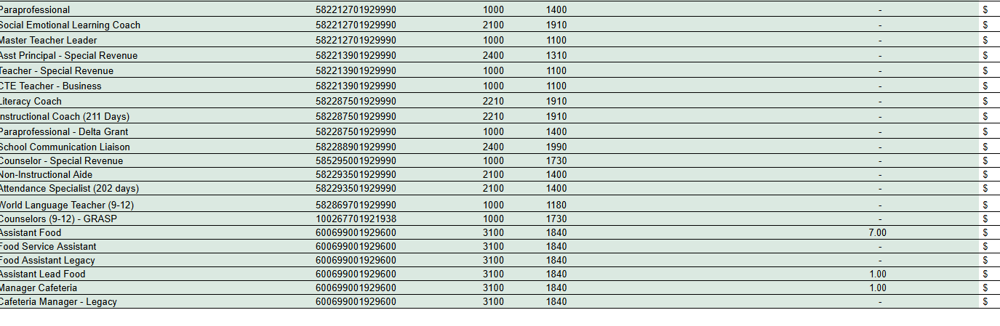 Paraprofessional 582212701929990 1000 1400 - $
Social Emotional Learning Coach 582212701929990 2100 1910 - $
Master Teacher Leader 582212701929990 1000 1100 - $
Asst Principal - Special Revenue 582213901929990 2400 1310 - $
Teacher - Special Revenue 582213901929990 1000 1100 - $
CTE Teacher - Business 582213901929990 1000 1100 - $
Literacy Coach 582287501929990 2210 1910 - $
nstructional Coach (211 Days) 582287501929990 2210 1910 - $
Paraprofessional - Delta Grant 582287501929990 1000 1400 - $
School Communication Liaison 582288901929990 2400 1990 - $
Counselor - Special Revenue 585295001929990 1000 1730 - $
Non-Instructional Aide 582293501929990 2100 1400 - $
Attendance Specialist (202 days) 582293501929990 2100 1400 - $
World Language Teacher (9-12) 582869701929990 1000 1180 - $
Counselors (9-12) - GRASP 100267701921938 1000 1730 - $
Assistant Food 600699001929600 3100 1840 7.00 $
Food Service Assistant 600699001929600 3100 1840 - $
Food Assistant Legacy 600699001929600 3100 1840 - $
Assistant Lead Food 600699001929600 3100 1840 1.00 $
Manager Cafeteria 600699001929600 3100 1840 1.00 $
Cafeteria Manager - Legacy 600699001929600 3100 1840 - $